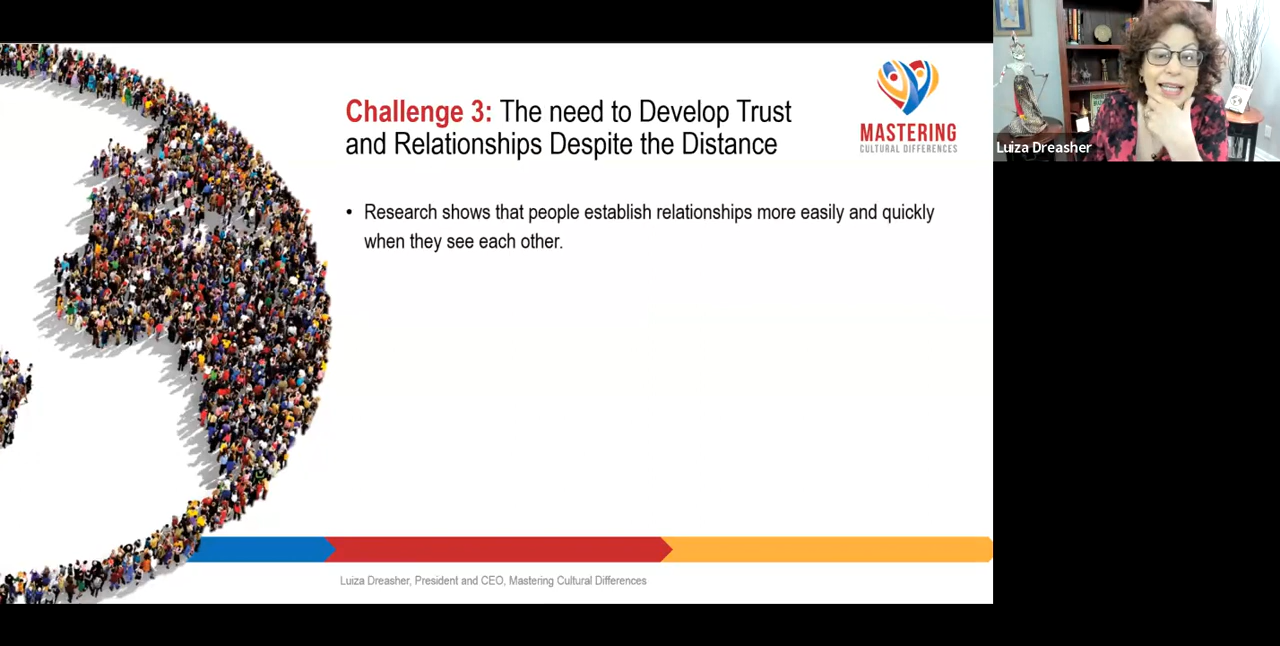 Challenge 3: The need to Develop Trust
and Relationships Despite the Distance
MASTERING
CULTURAL DIFFERENCES
Luiza Dreasher
• Research shows that people establish relationships more easily and quickly
when they see each other.
Luiza Dreasher, President and CEO, Mastering Cultural Differences